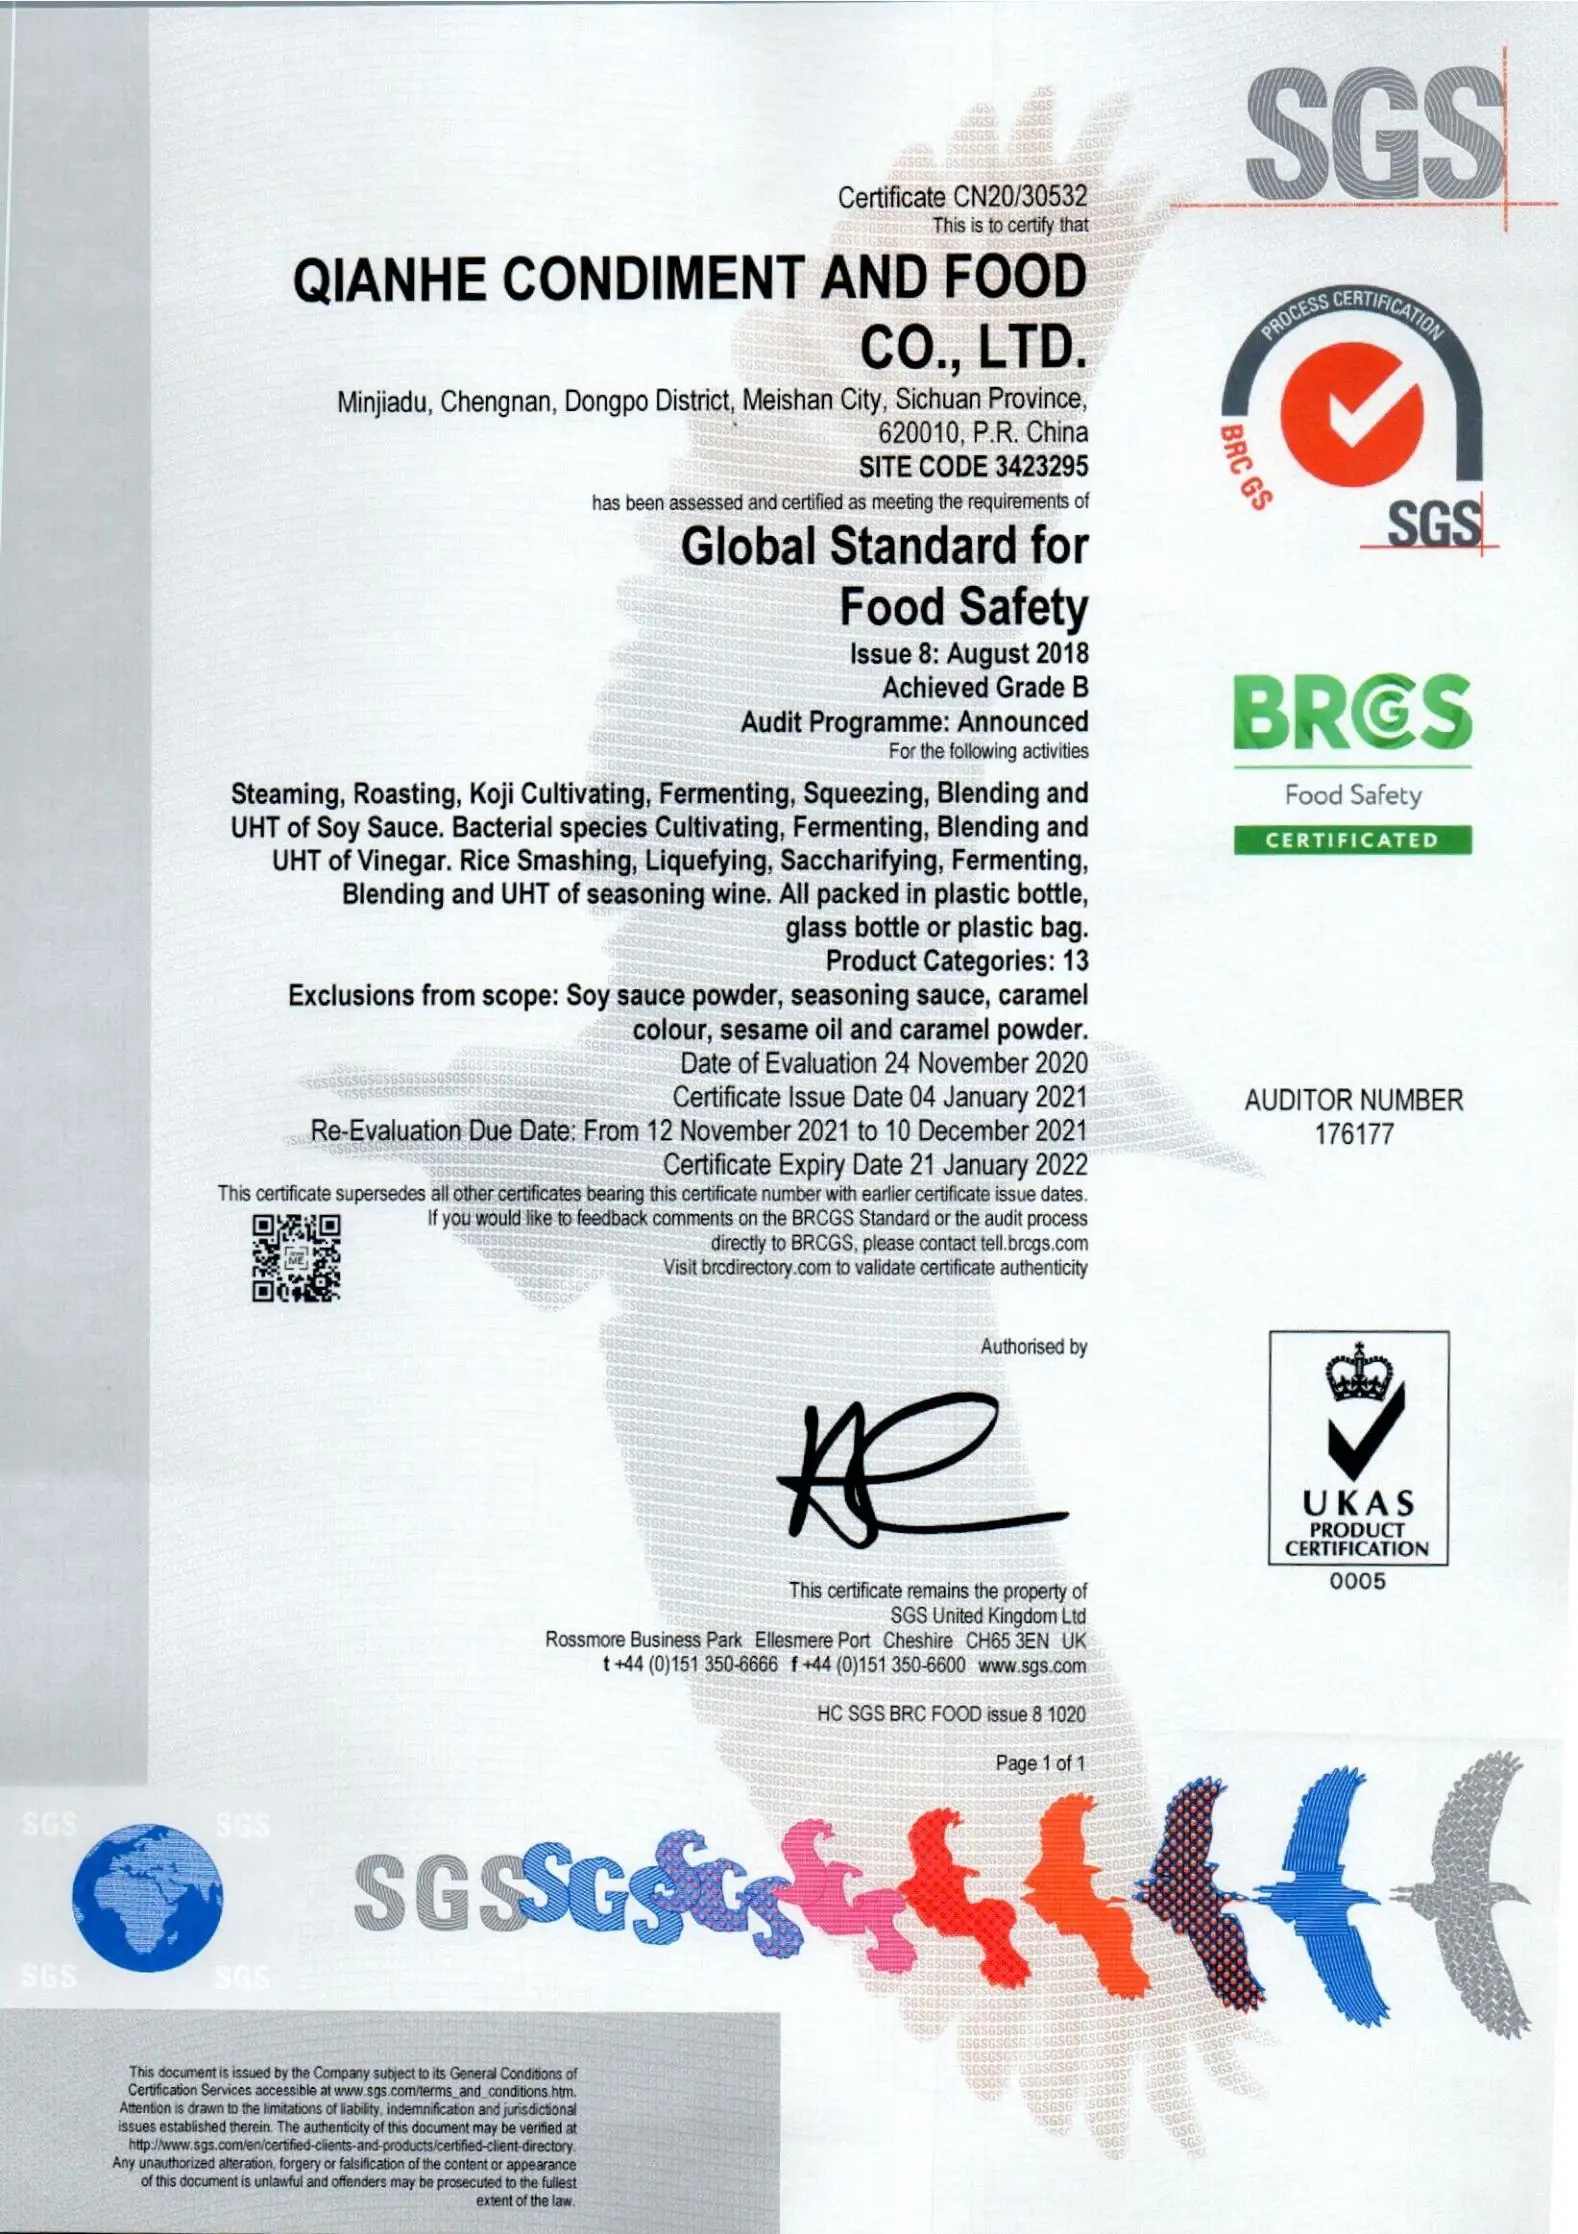 SGS
Certificate CN20/30532
This is to certify that
QIANHE CONDIMENT AND FOOD
CO., LTD.
Minjiadu, Chengnan, Dongpo District, Meishan City, Sichuan Province,
620010, P.R. China
SITE CODE 3423295
has been assessed and certified as meeting the requirements of
Global Standard for
Food Safety
Issue 8: August 2018
Achieved Grade B
Audit Programme: Announced
For the following activities
Steaming, Roasting, Koji Cultivating, Fermenting, Squeezing, Blending and
UHT of Soy Sauce. Bacterial species Cultivating, Fermenting, Blending and
UHT of Vinegar. Rice Smashing, Liquefying, Saccharifying, Fermenting,
Blending and UHT of seasoning wine. All packed in plastic bottle,
glass bottle or plastic bag.
Product Categories: 13
Exclusions from scope: Soy sauce powder, seasoning sauce, caramel
colour, sesame oil and caramel powder.
Date of Evaluation 24 November 2020
Certificate Issue Date 04 January 2021
Re-Evaluation Due Date: From 12 November 2021 to 10 December 2021
Certificate Expiry Date 21 January 2022
This certificate supersedes all other certificates bearing this certificate number with earlier certificate issue dates.
If you would like to feedback comments on the BRCGS Standard or the audit process
directly to BRCGS, please contact tell.brcgs.com
Visit brcdirectory.com to validate certificate authenticity
Authorised by
This certificate remains the property of
SGS United Kingdom Ltd
Rossmore Business Park Ellesmere Port Cheshire CH65 3EN UK
t +44 (0)151 350-6666 f +44 (0)151 350-6600 www.sgs.com
HC SGS BRC FOOD issue 8 1020
Page 1 of 1
PROCESS CERTIFICATION
BRC GS
SGS
BRCGS
Food Safety
CERTIFICATED
AUDITOR NUMBER
176177
UKAS
PRODUCT
CERTIFICATION
0005
SGS SGS
SGS SGS
SGS SGS SGS
This document is issued by the Company subject to its General Conditions of
Certification Services accessible at www.sgs.com/terms_and_conditions.htm.
Attention is drawn to the limitations of liability, indemnification and jurisdictional
issues established therein. The authenticity of this document may be verified at
http://www.sgs.com/en/certified-clients-and-products/certified-client-directory.
Any unauthorized alteration, forgery or falsification of the content or appearance
of this document is unlawful and offenders may be prosecuted to the fullest
extent of the law.